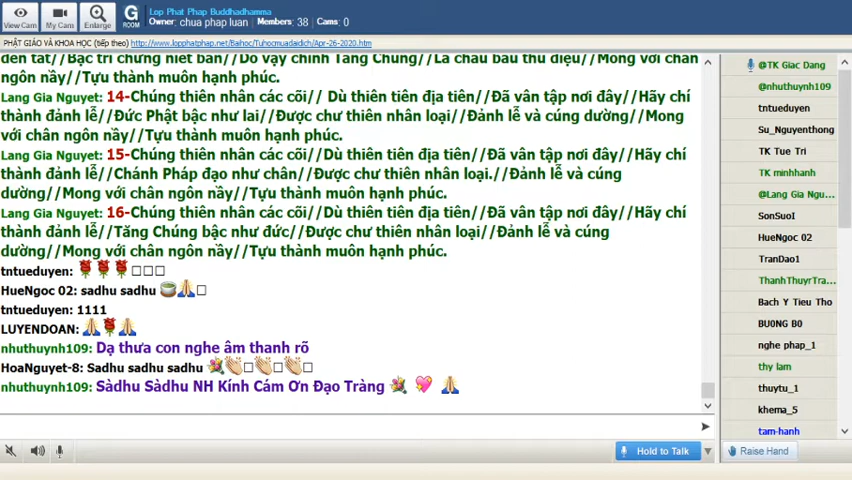 View Cam
My Cam
Enlarge
G ROOM
Lop Phat Phap Buddhadhamma
Owner: chua phap luan Members: 38 Cams: 0
PHẬT GIÁO VÀ KHOA HỌC (tiếp theo) http://www.lopphatphap.net/Baihoc/Tuhocmuadaidich/Apr-26-2020.htm
Lang Gia Nguyet: 14-Chúng thiên nhân các cõi// Dù thiên tiên địa tiên//Đã vân tập nơi đây//Hãy chí
thành đảnh lễ//Đức Phật bậc như lai//Được chư thiên nhân loại//Đảnh lễ và cúng dường//Mong
với chân ngôn nầy//Tựu thành muôn hạnh phúc.
Lang Gia Nguyet: 15-Chúng thiên nhân các cõi//Dù thiên tiên địa tiên//Đã vân tập nơi đây//Hãy chí
thành đảnh lễ//Chánh Pháp đạo như chân//Được chư thiên nhân loại.//Đảnh lễ và cúng
dường//Mong với chân ngôn nầy//Tựu thành muôn hạnh phúc.
Lang Gia Nguyet: 16-Chúng thiên nhân các cõi//Dù thiên tiên địa tiên//Đã vân tập nơi đây//Hãy chí
thành đảnh lễ//Tăng Chúng bậc như đức//Được chư thiên nhân loại//Đảnh lễ và cúng
dường//Mong với chân ngôn nầy//Tựu thành muôn hạnh phúc.
tntueduyen:
HueNgoc 02: sadhu sadhu
tntueduyen: 1111
LUYENDOAN:
nhuthuynh109: Dạ thưa con nghe âm thanh rõ
HoaNguyet-8: Sadhu sadhu sadhu
nhuthuynh109: Sàdhu Sàdhu NH Kính Cám Ơn Đạo Tràng
Hold to Talk
@TK Giac Dang
@nhuthuynh109
tntueduyen
Su_Nguyenthong
TK Tue Tri
TK minhhanh
@Lang Gia Ngu...
SonSuoI
HueNgoc 02
TranDao1
ThanhThuyrTra...
Bach Y Tieu Tho
BU0NG B0
nghe phap_1
thy lam
thuytu_1
khema_5
tam-hanh
Raise Hand